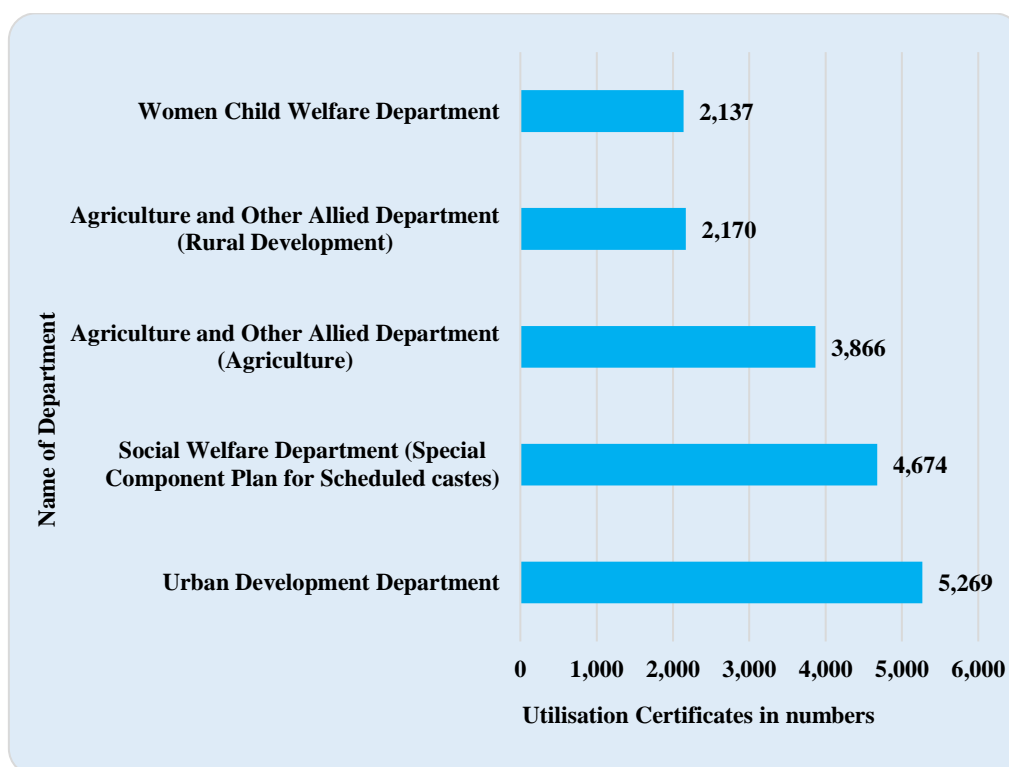 Name of Department
Women Child Welfare Department
2,137
Agriculture and Other Allied Department
(Rural Development)
2,170
Agriculture and Other Allied Department
(Agriculture)
3,866
Social Welfare Department (Special
Component Plan for Scheduled castes)
4,674
Urban Development Department
5,269
0 1,000 2,000 3,000 4,000 5,000 6,000
Utilisation Certificates in numbers